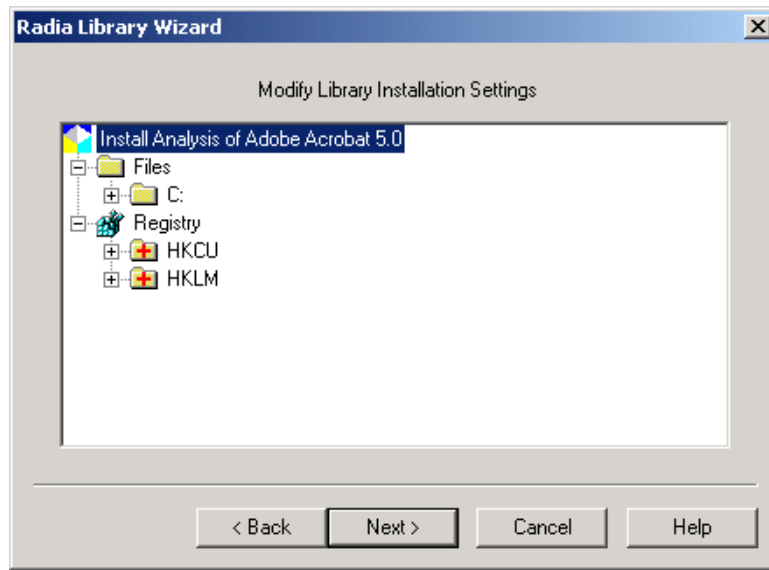 Radia Library Wizard
Modify Library Installation Settings
Install Analysis of Adobe Acrobat 5.0
Files
C:
Registry
HKCU
HKLM
< Back Next > Cancel Help